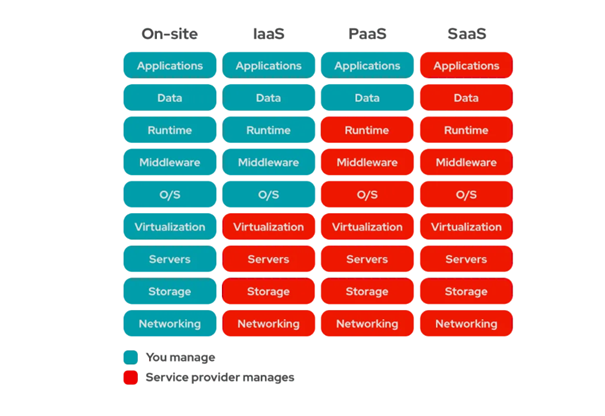 On-site IaaS PaaS SaaS
Applications Applications Applications Applications
Data Data Data Data
Runtime Runtime Runtime Runtime
Middleware Middleware Middleware Middleware
O/S O/S O/S O/S
Virtualization Virtualization Virtualization Virtualization
Servers Servers Servers Servers
Storage Storage Storage Storage
Networking Networking Networking Networking
You manage
Service provider manages